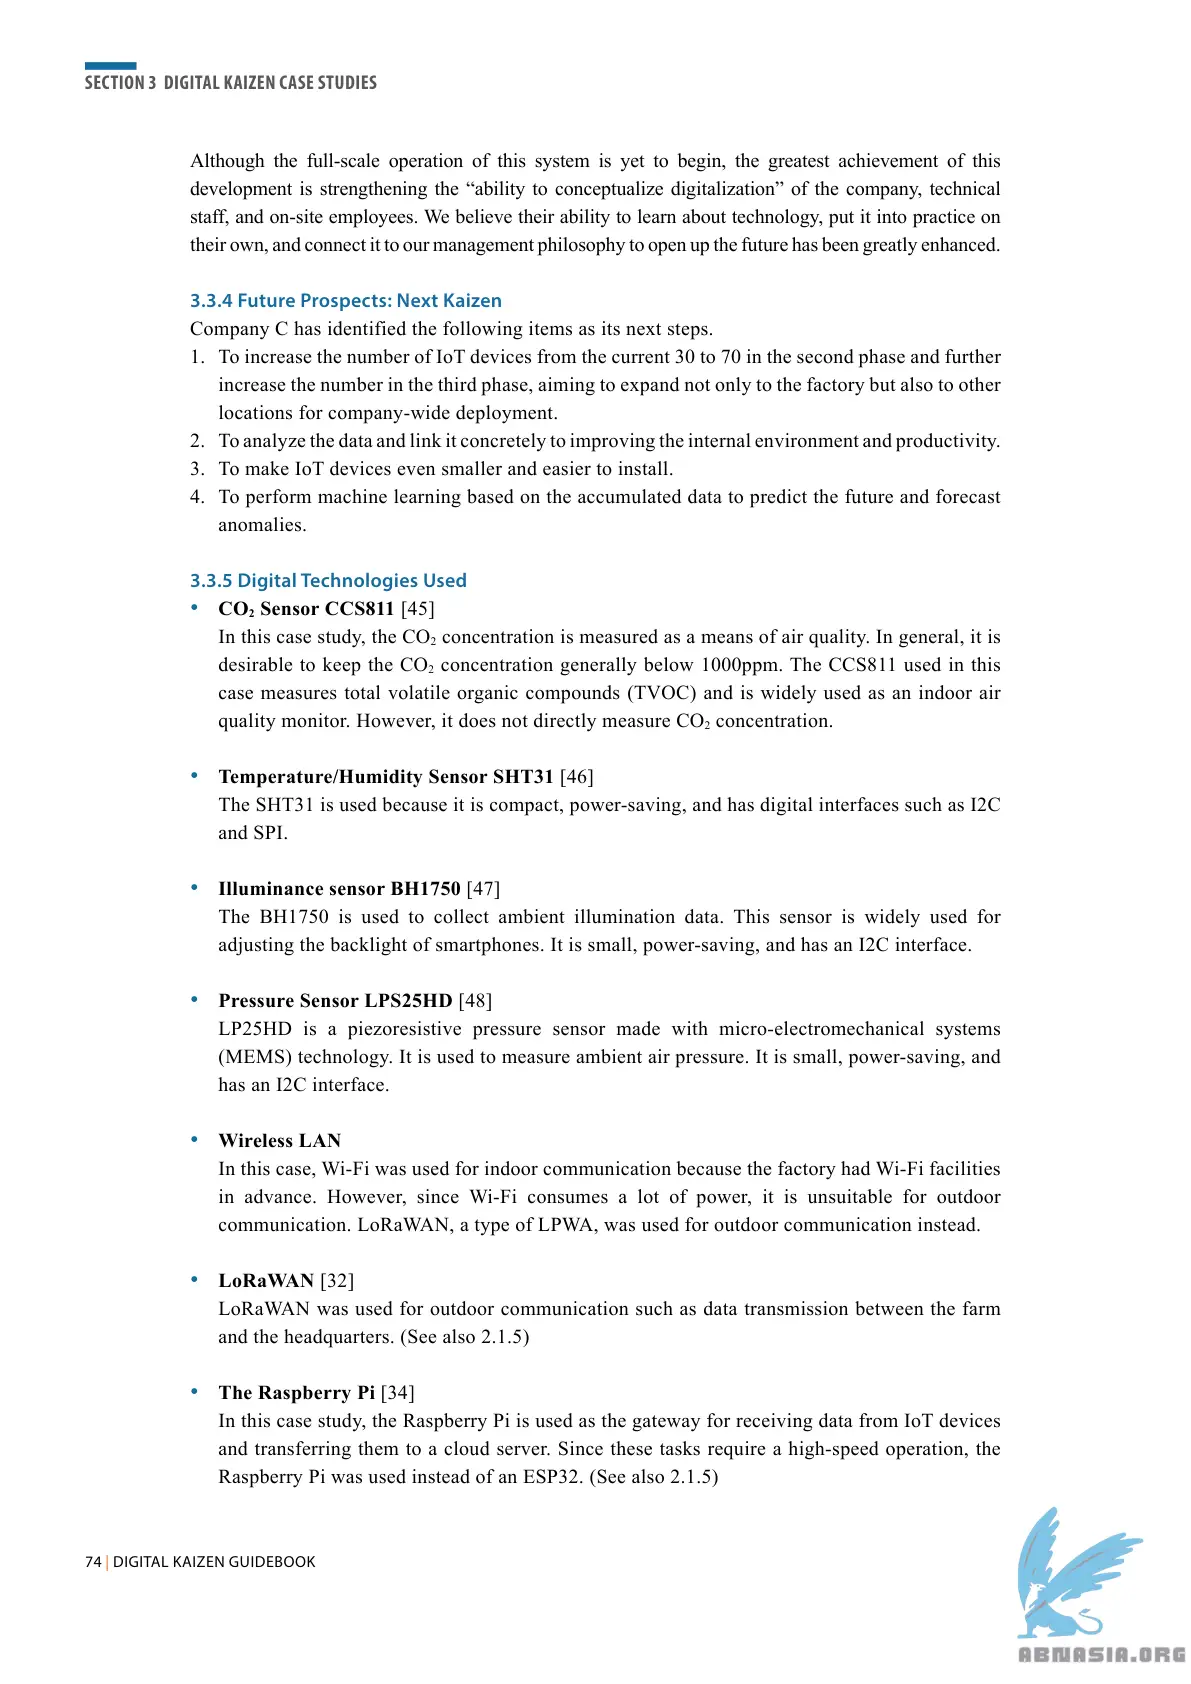 SECTION 3 DIGITAL KAIZEN CASE STUDIES
Although the full-scale operation of this system is yet to begin, the greatest achievement of this
development is strengthening the “ability to conceptualize digitalization” of the company, technical
staff, and on-site employees. We believe their ability to learn about technology, put it into practice on
their own, and connect it to our management philosophy to open up the future has been greatly enhanced.
3.3.4 Future Prospects: Next Kaizen
Company C has identified the following items as its next steps.
1. To increase the number of IoT devices from the current 30 to 70 in the second phase and further
increase the number in the third phase, aiming to expand not only to the factory but also to other
locations for company-wide deployment.
2. To analyze the data and link it concretely to improving the internal environment and productivity.
3. To make IoT devices even smaller and easier to install.
4. To perform machine learning based on the accumulated data to predict the future and forecast
anomalies.
3.3.5 Digital Technologies Used
• CO₂ Sensor CCS811 [45]
In this case study, the CO₂ concentration is measured as a means of air quality. In general, it is
desirable to keep the CO₂ concentration generally below 1000ppm. The CCS811 used in this
case measures total volatile organic compounds (TVOC) and is widely used as an indoor air
quality monitor. However, it does not directly measure CO₂ concentration.
• Temperature/Humidity Sensor SHT31 [46]
The SHT31 is used because it is compact, power-saving, and has digital interfaces such as I2C
and SPI.
• Illuminance sensor BH1750 [47]
The BH1750 is used to collect ambient illumination data. This sensor is widely used for
adjusting the backlight of smartphones. It is small, power-saving, and has an I2C interface.
• Pressure Sensor LPS25HD [48]
LP25HD is a piezoresistive pressure sensor made with micro-electromechanical systems
(MEMS) technology. It is used to measure ambient air pressure. It is small, power-saving, and
has an I2C interface.
• Wireless LAN
In this case, Wi-Fi was used for indoor communication because the factory had Wi-Fi facilities
in advance. However, since Wi-Fi consumes a lot of power, it is unsuitable for outdoor
communication. LoRaWAN, a type of LPWA, was used for outdoor communication instead.
• LoRaWAN [32]
LoRaWAN was used for outdoor communication such as data transmission between the farm
and the headquarters. (See also 2.1.5)
• The Raspberry Pi [34]
In this case study, the Raspberry Pi is used as the gateway for receiving data from IoT devices
and transferring them to a cloud server. Since these tasks require a high-speed operation, the
Raspberry Pi was used instead of an ESP32. (See also 2.1.5)
74 | DIGITAL KAIZEN GUIDEBOOK
ABNASIA.ORG